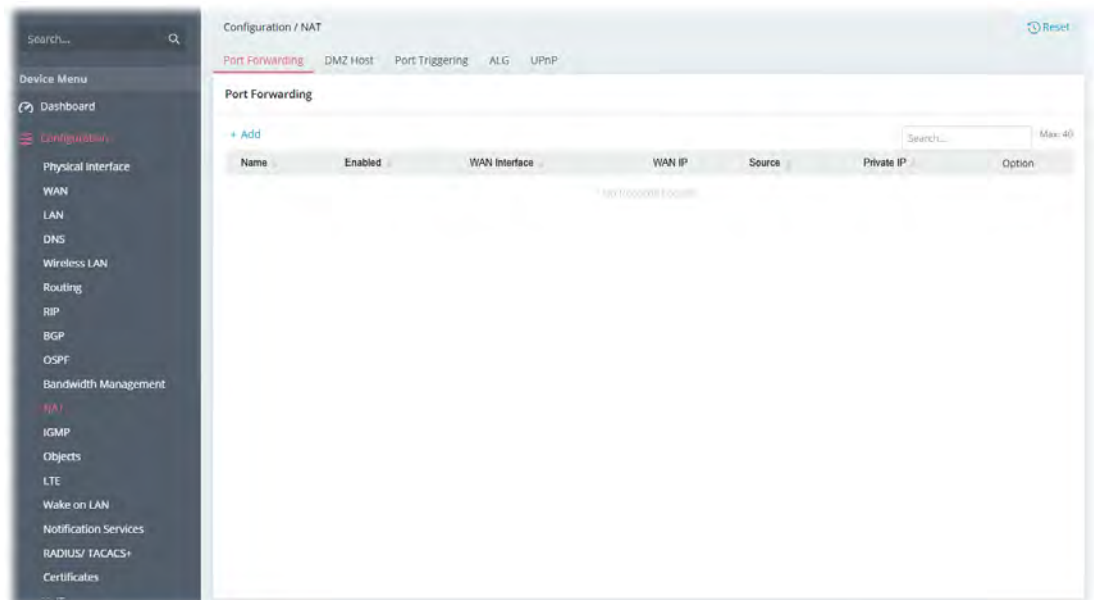 Search...
Device Menu
Dashboard
Configuration
Physical Interface
WAN
LAN
DNS
Wireless LAN
Routing
RIP
BGP
OSPF
Bandwidth Management
NAT
IGMP
Objects
LTE
Wake on LAN
Notification Services
RADIUS/ TACACS+
Certificates
Configuration / NAT
Reset
Port Forwarding DMZ Host Port Triggering ALG UPnP
Port Forwarding
+ Add
Search...
Max: 40
Name Enabled WAN Interface WAN IP Source Private IP Option